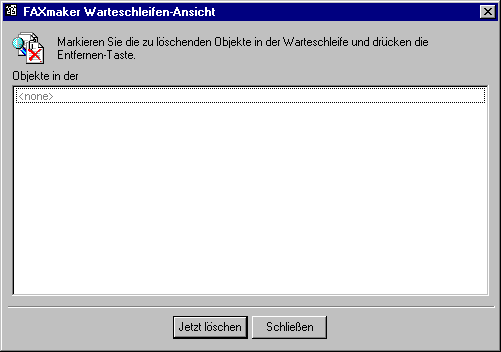 FAXmaker Warteschleifen-Ansicht
Markieren Sie die zu löschenden Objekte in der Warteschleife und drücken die
Entfernen-Taste.
Objekte in der
<none>
Jetzt löschen
Schließen